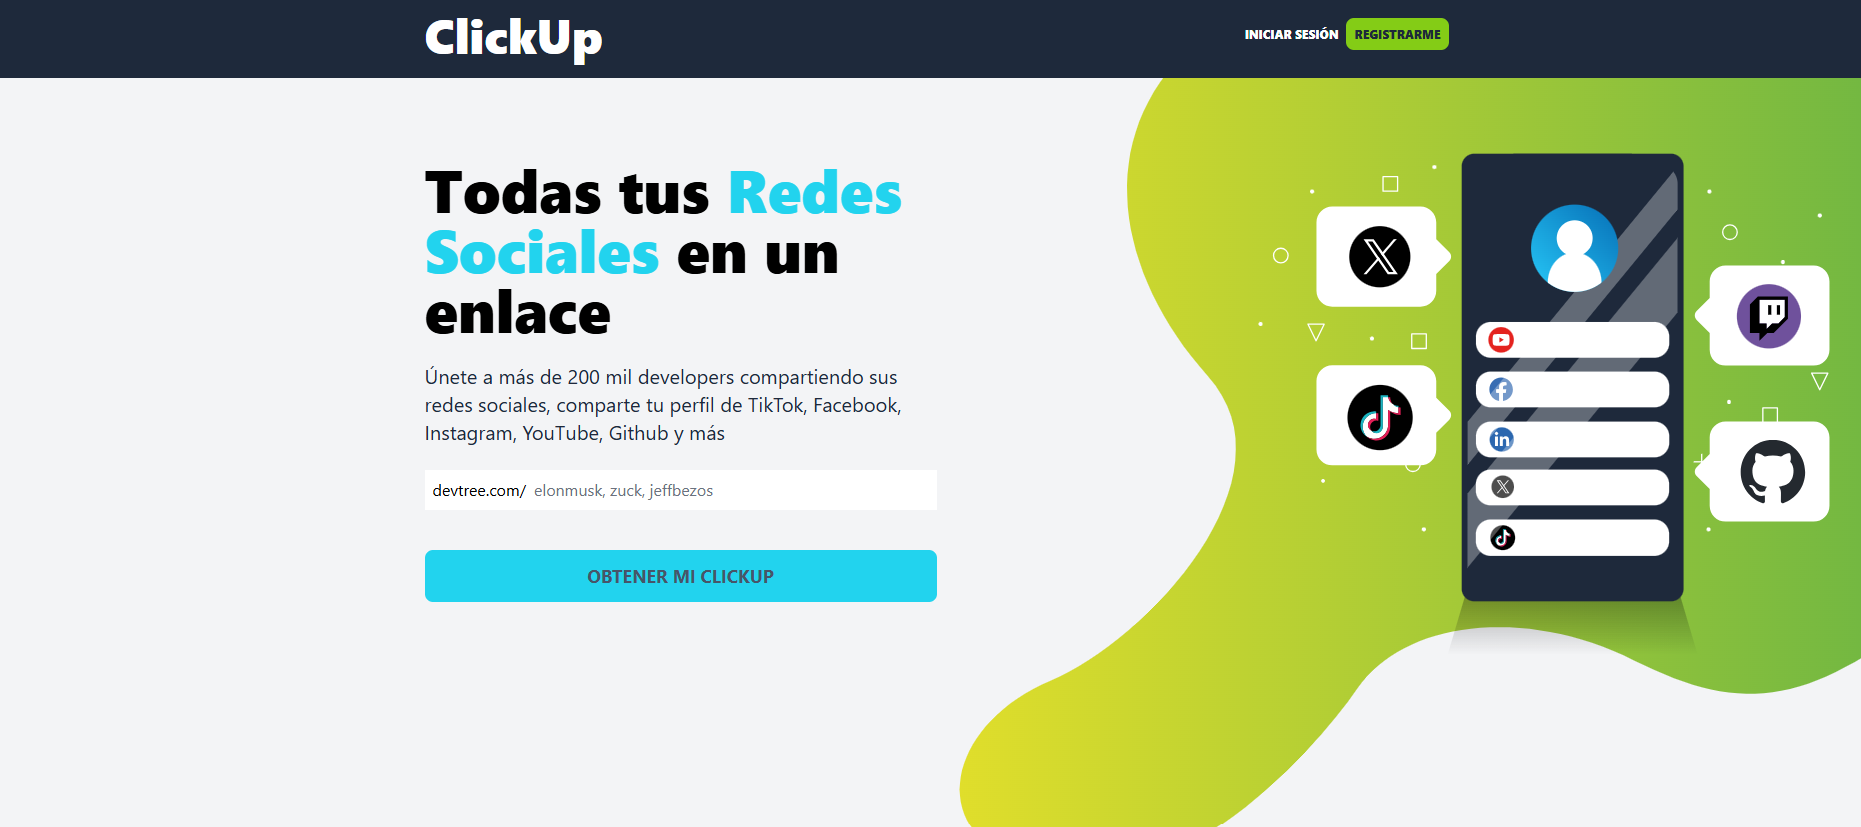 ClickUp
INICIAR SESIÓN
REGISTRARME
Todas tus Redes
Sociales en un
enlace
Únete a más de 200 mil developers compartiendo sus
redes sociales, comparte tu perfil de TikTok, Facebook,
Instagram, YouTube, Github y más
devtree.com/ elonmusk, zuck, jeffbezos
OBTENER MI CLICKUP